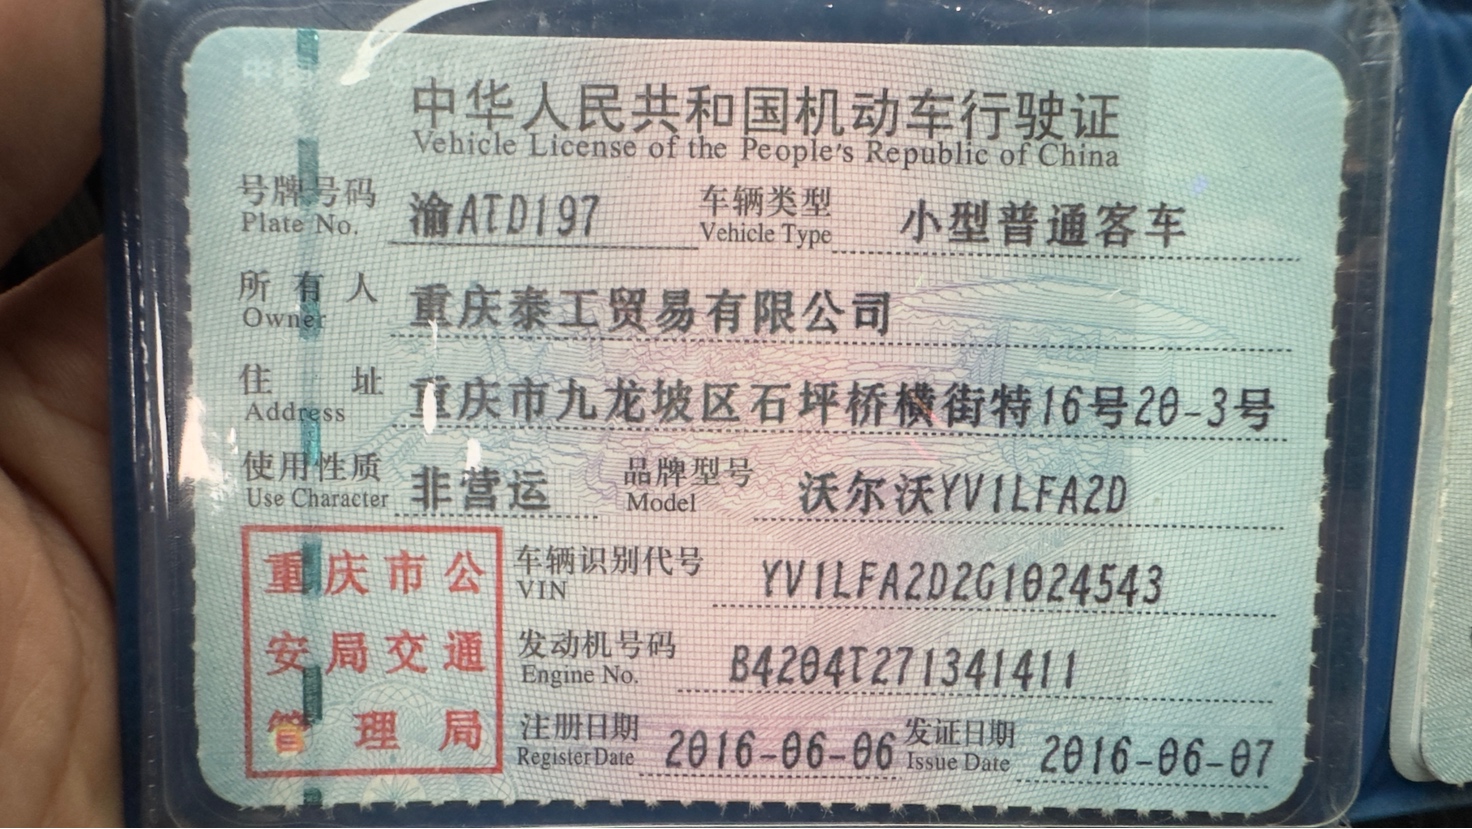 中华人民共和国机动车行驶证
Vehicle License of the People's Republic of China
号牌号码 渝ATD197 车辆类型 小型普通客车
Plate No. Vehicle Type
所有人 重庆泰工贸易有限公司
Owner
住址 重庆市九龙坡区石坪桥横街特16号20-3号
Address
使用性质 非营运 品牌型号 沃尔沃YV1LFA2D
Use Character Model
重庆市公
安局交通
管理局
车辆识别代号 YV1LFA2D2G1024543
VIN
发动机号码 B4204T271341411
Engine No.
注册日期 2016-06-06 发证日期 2016-06-07
Register Date Issue Date